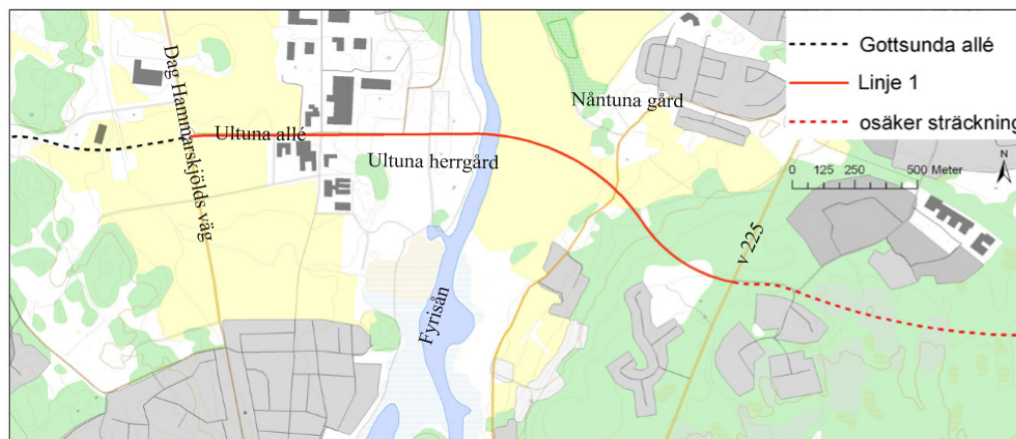 Gottsunda allé
Linje 1
osäker sträckning
N
0 125 250 500 Meter
Dag Hammarskjölds väg
Ultuna allé
Ultuna herrgård
Nåntuna gård
v 225
Fyrisån